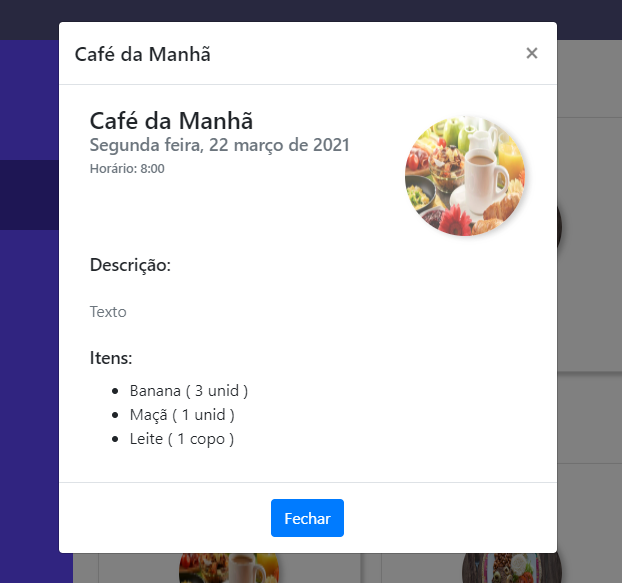 Café da Manhã
×
Café da Manhã
Segunda feira, 22 março de 2021
Horário: 8:00
Descrição:
Texto
Itens:
• Banana ( 3 unid )
• Maçã ( 1 unid )
• Leite ( 1 copo )
Fechar